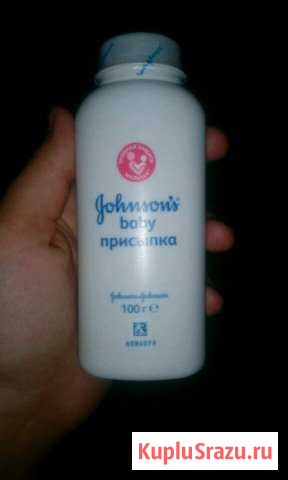 Johnson's
baby
присыпка
Johnson & Johnson
100 г ℮
KupluSrazu.ru